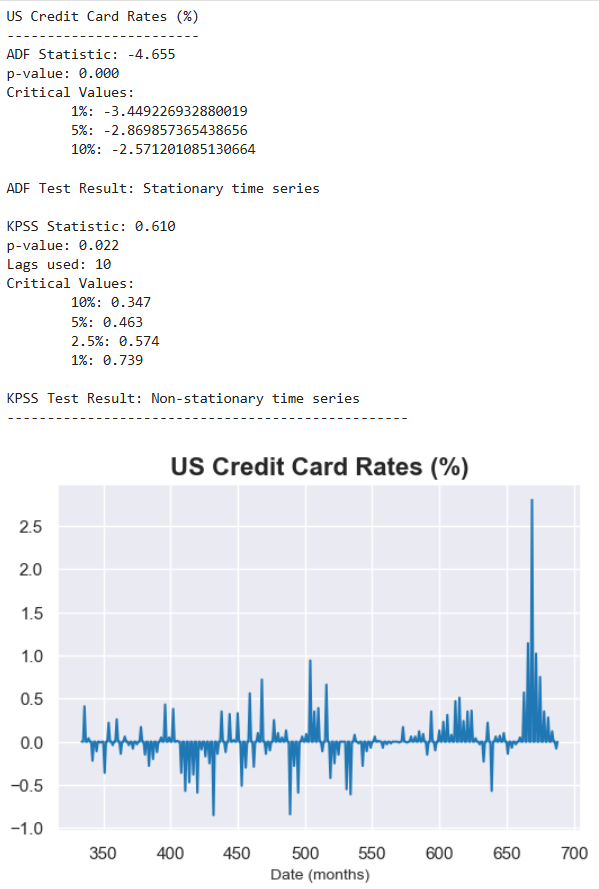 US Credit Card Rates (%)
------------------------
ADF Statistic: -4.655
p-value: 0.000
Critical Values:
1%: -3.449226932880019
5%: -2.869857365438656
10%: -2.571201085130664
ADF Test Result: Stationary time series
KPSS Statistic: 0.610
p-value: 0.022
Lags used: 10
Critical Values:
10%: 0.347
5%: 0.463
2.5%: 0.574
1%: 0.739
KPSS Test Result: Non-stationary time series
--------------------------------------------------
US Credit Card Rates (%)
2.5
2.0
1.5
1.0
0.5
0.0
−0.5
−1.0
350 400 450 500 550 600 650 700
Date (months)